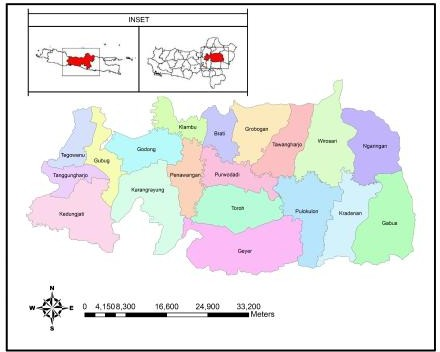 INSET
Klambu
Grobogan
Brati
Wirosari
Tawangharjo
Ngaringan
Godong
Tegowanu
Gubug
Tanggungharjo
Penawangan
Purwodadi
Karangrayung
Kedungjati
Toroh
Pulokulon
Kradenan
Gabus
Geyer
N
W E
S
0 4,150 8,300 16,600 24,900 33,200
Meters